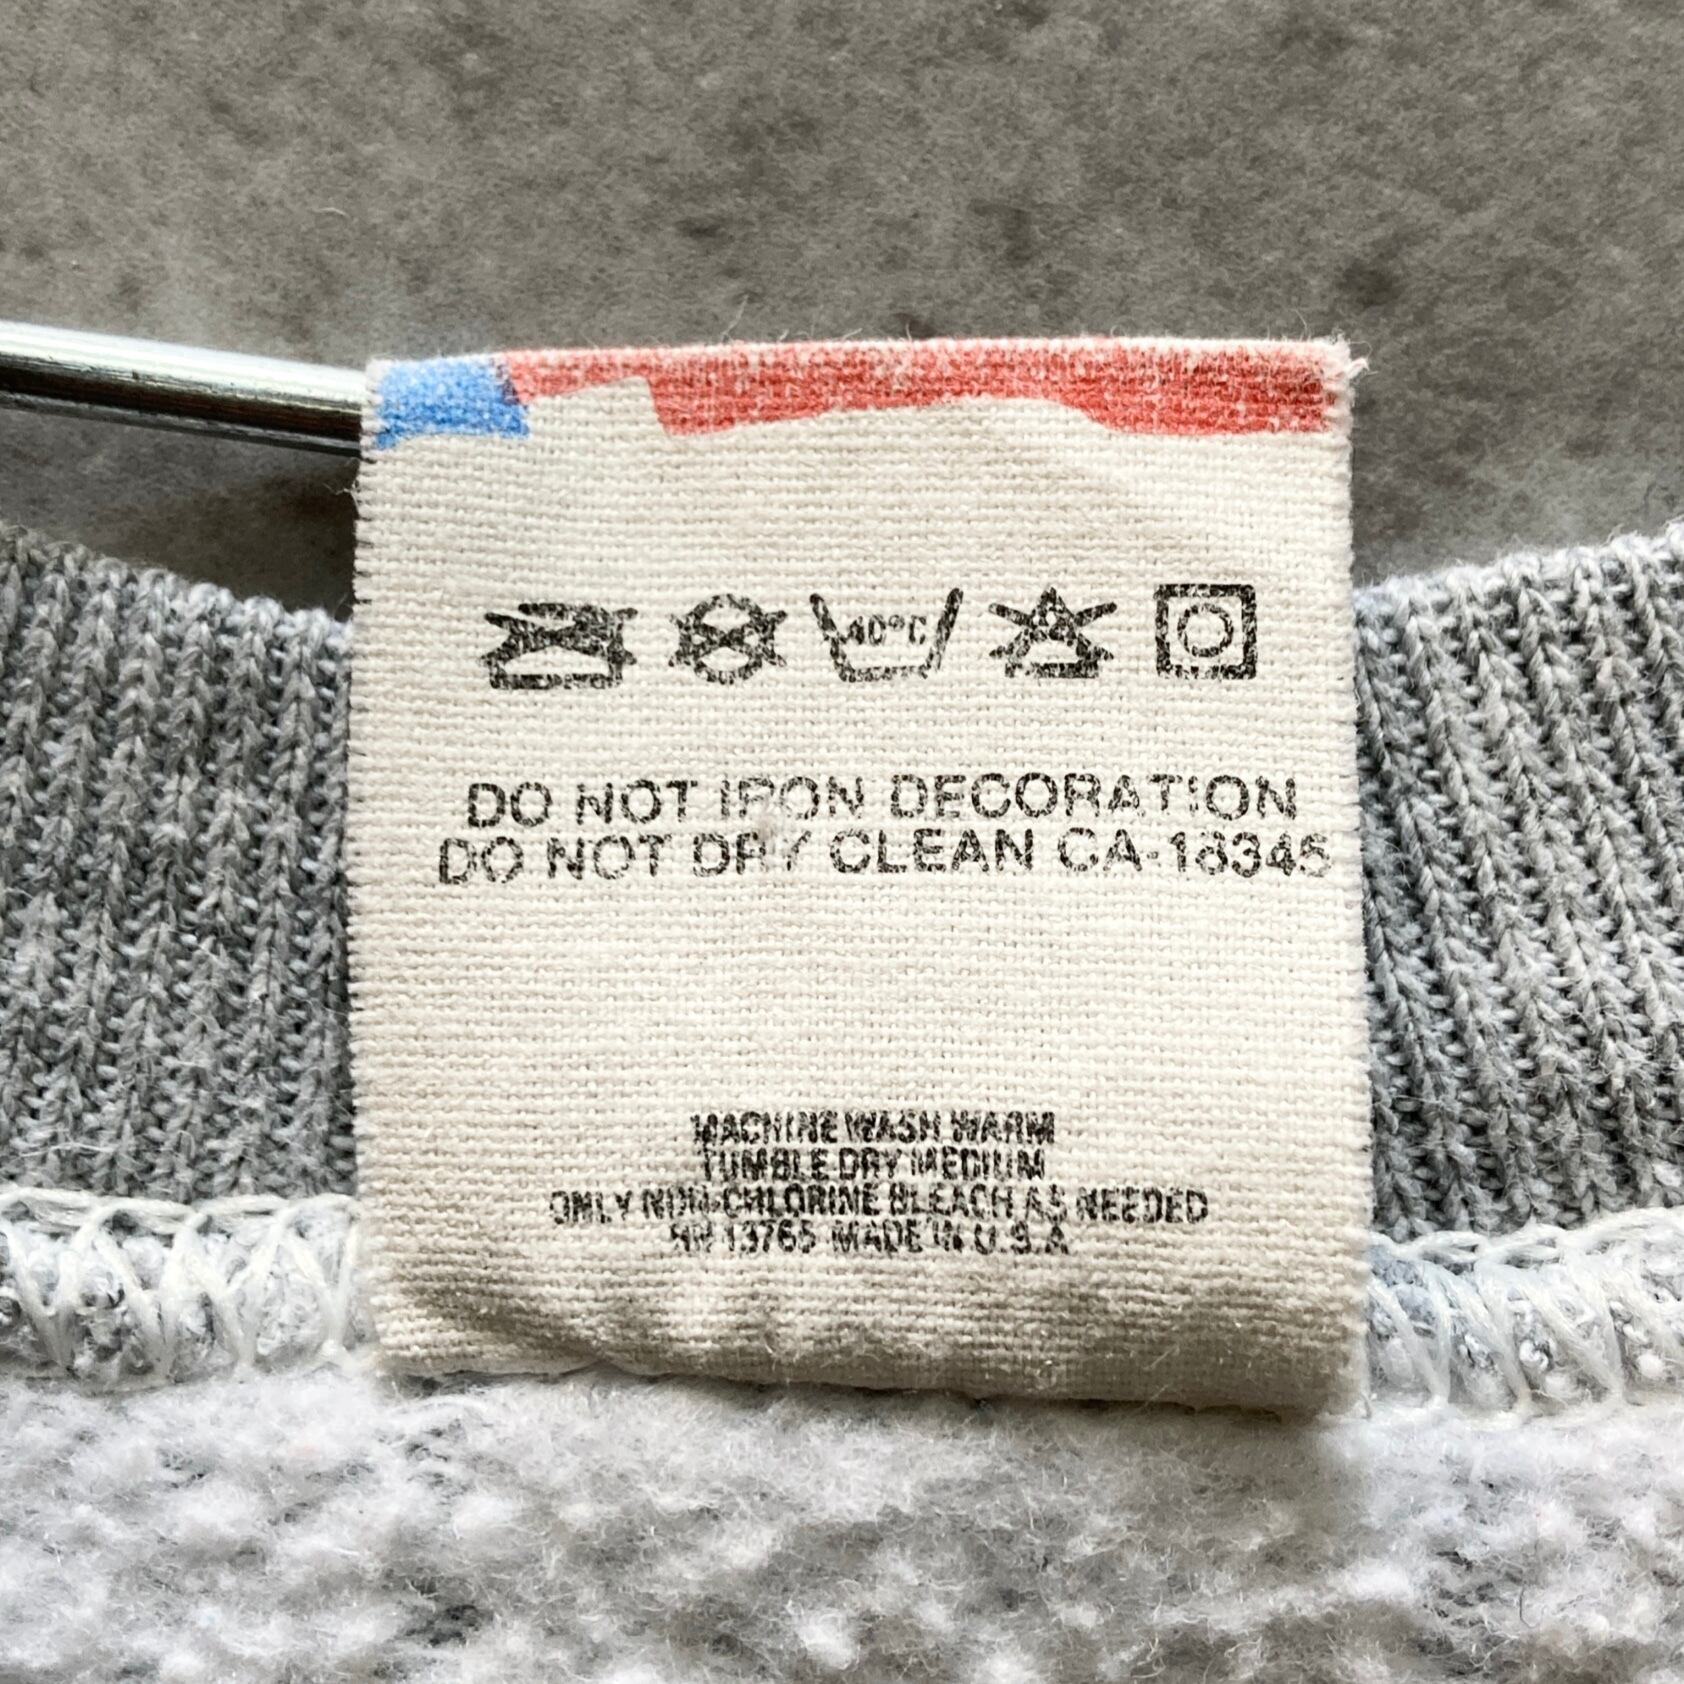 40°C
DO NOT IRON DECORATION
DO NOT DRY CLEAN CA-18345
MACHINE WASH WARM
TUMBLE DRY MEDIUM
ONLY NON-CHLORINE BLEACH AS NEEDED
RN 13765 MADE IN U.S.A